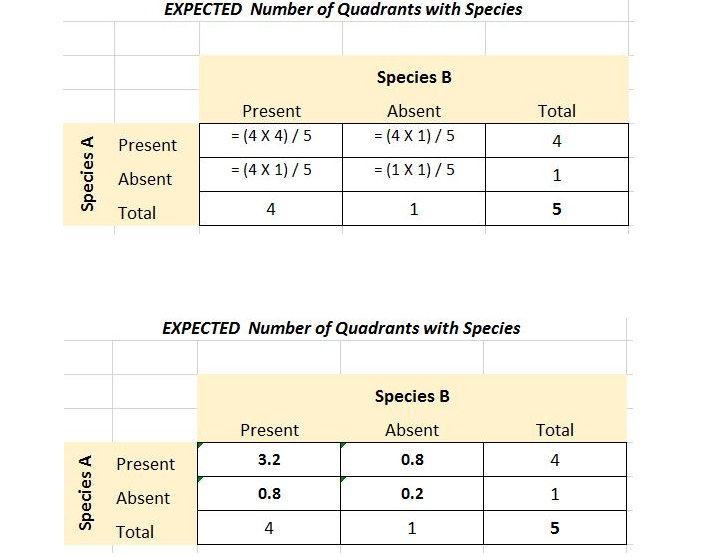 EXPECTED Number of Quadrants with Species
Species B
Present Absent Total
Species A
Present = (4 X 4) / 5 = (4 X 1) / 5 4
Absent = (4 X 1) / 5 = (1 X 1) / 5 1
Total 4 1 5
EXPECTED Number of Quadrants with Species
Species B
Present Absent Total
Species A
Present 3.2 0.8 4
Absent 0.8 0.2 1
Total 4 1 5